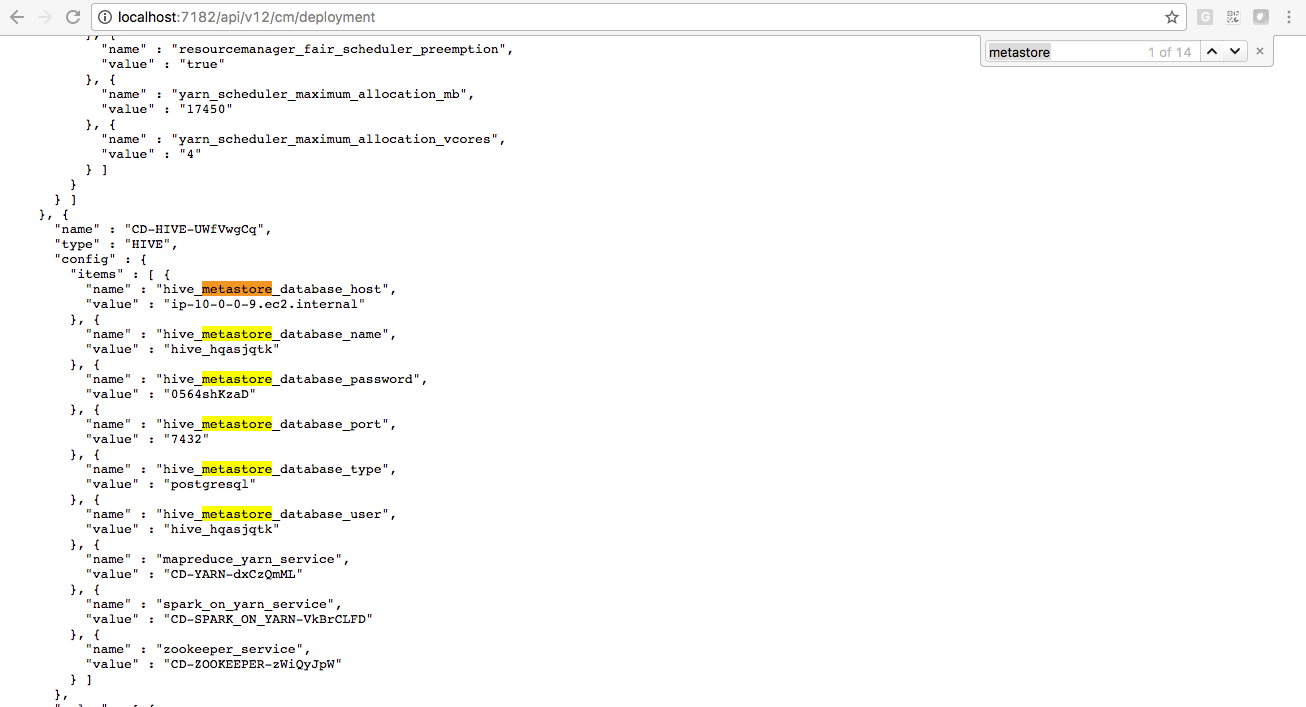 localhost:7182/api/v12/cm/deployment
metastore 1 of 14
}, {
"name" : "resourcemanager_fair_scheduler_preemption",
"value" : "true"
}, {
"name" : "yarn_scheduler_maximum_allocation_mb",
"value" : "17450"
}, {
"name" : "yarn_scheduler_maximum_allocation_vcores",
"value" : "4"
} ]
}
} ]
}, {
"name" : "CD-HIVE-UWfVwgCq",
"type" : "HIVE",
"config" : {
"items" : [ {
"name" : "hive_metastore_database_host",
"value" : "ip-10-0-0-9.ec2.internal"
}, {
"name" : "hive_metastore_database_name",
"value" : "hive_hqasjqtk"
}, {
"name" : "hive_metastore_database_password",
"value" : "0564shKzaD"
}, {
"name" : "hive_metastore_database_port",
"value" : "7432"
}, {
"name" : "hive_metastore_database_type",
"value" : "postgresql"
}, {
"name" : "hive_metastore_database_user",
"value" : "hive_hqasjqtk"
}, {
"name" : "mapreduce_yarn_service",
"value" : "CD-YARN-dxCzQmML"
}, {
"name" : "spark_on_yarn_service",
"value" : "CD-SPARK_ON_YARN-VkBrCLFD"
}, {
"name" : "zookeeper_service",
"value" : "CD-ZOOKEEPER-zWiQyJpW"
} ]
},